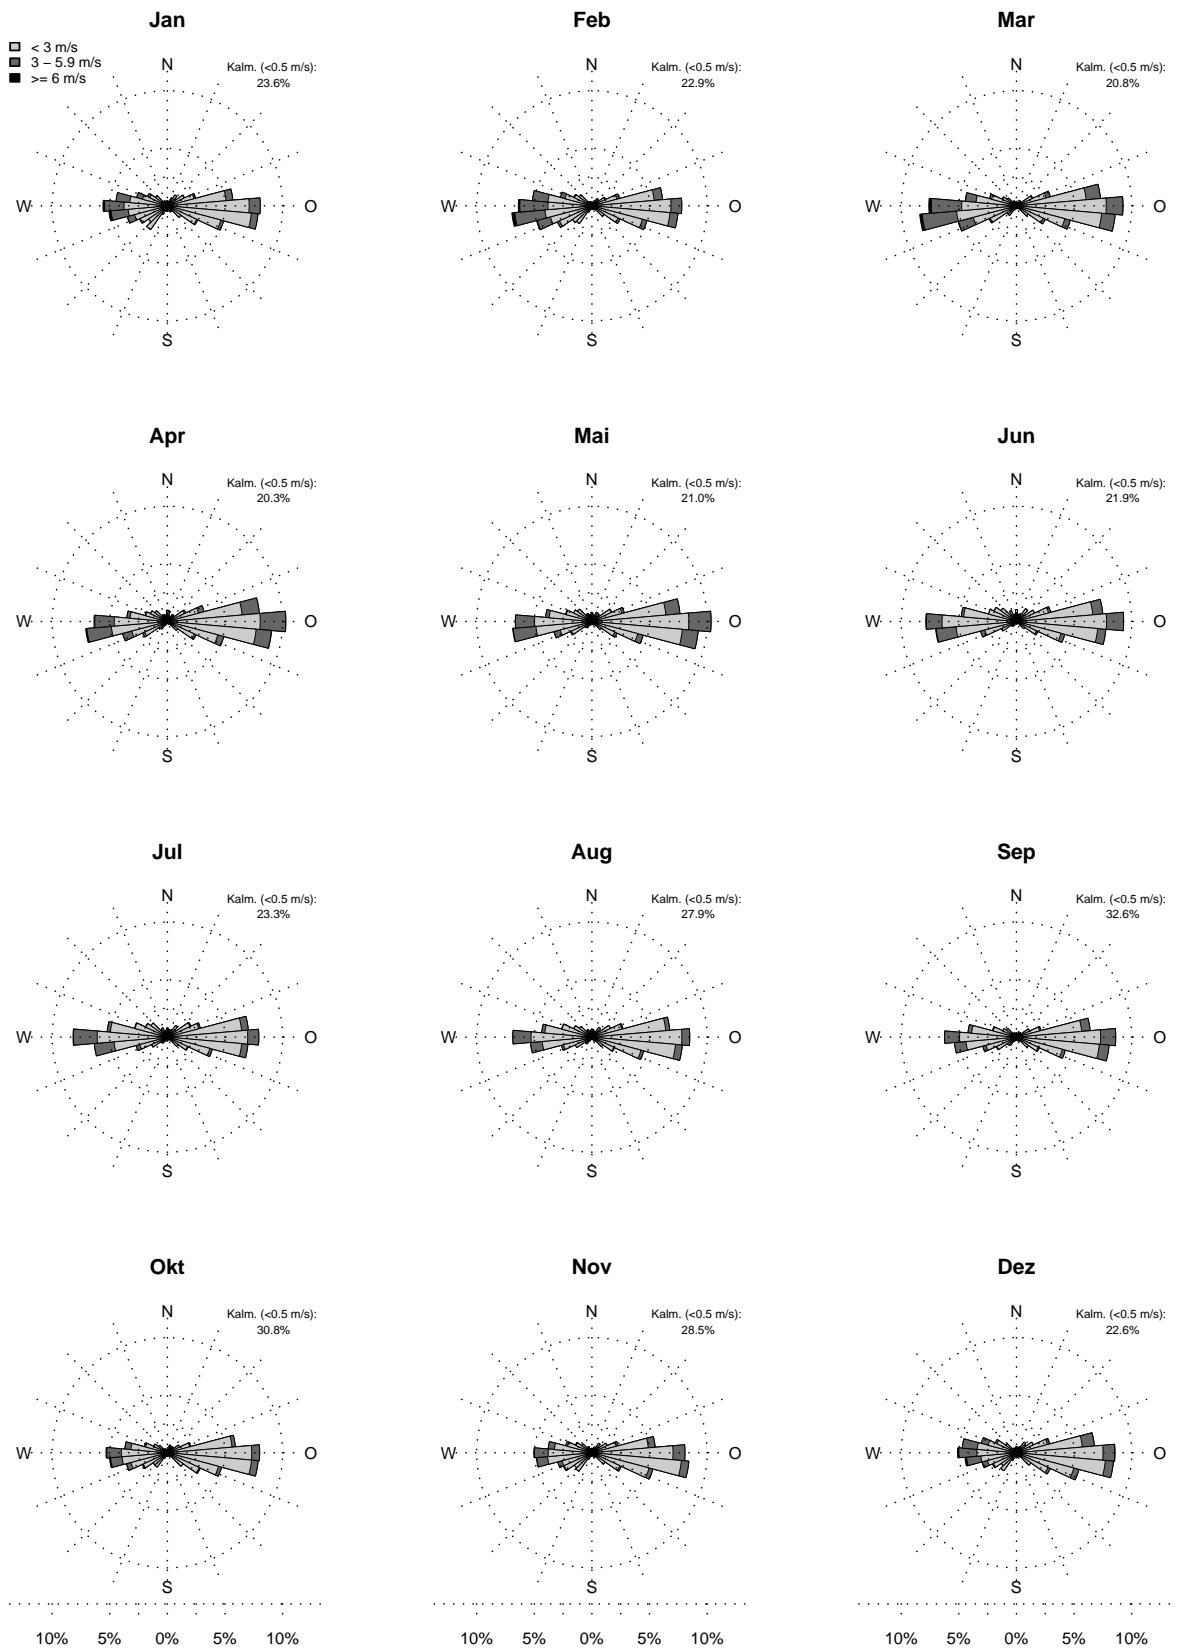 Jan
< 3 m/s
3 – 5.9 m/s
>= 6 m/s
Kalm. (<0.5 m/s):
23.6%
N
W
O
S
Feb
Kalm. (<0.5 m/s):
22.9%
N
W
O
S
Mar
Kalm. (<0.5 m/s):
20.8%
N
W
O
S
Apr
Kalm. (<0.5 m/s):
20.3%
N
W
O
S
Mai
Kalm. (<0.5 m/s):
21.0%
N
W
O
S
Jun
Kalm. (<0.5 m/s):
21.9%
N
W
O
S
Jul
Kalm. (<0.5 m/s):
23.3%
N
W
O
S
Aug
Kalm. (<0.5 m/s):
27.9%
N
W
O
S
Sep
Kalm. (<0.5 m/s):
32.6%
N
W
O
S
Okt
Kalm. (<0.5 m/s):
30.8%
N
W
O
S
Nov
Kalm. (<0.5 m/s):
28.5%
N
W
O
S
Dez
Kalm. (<0.5 m/s):
22.6%
N
W
O
S
10% 5% 0% 5% 10%
10% 5% 0% 5% 10%
10% 5% 0% 5% 10%